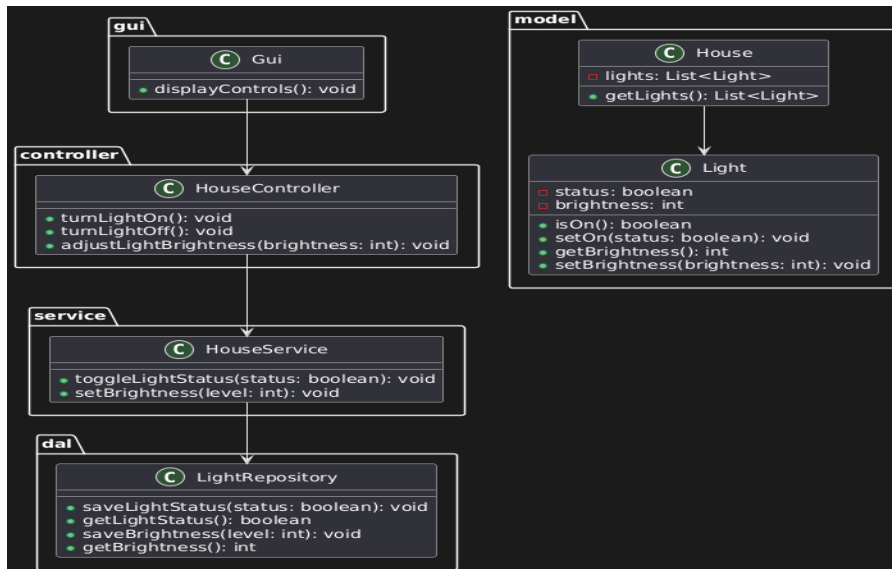 gui
C Gui
displayControls(): void
controller
C HouseController
turnLightOn(): void
turnLightOff(): void
adjustLightBrightness(brightness: int): void
service
C HouseService
toggleLightStatus(status: boolean): void
setBrightness(level: int): void
dal
C LightRepository
saveLightStatus(status: boolean): void
getLightStatus(): boolean
saveBrightness(level: int): void
getBrightness(): int
model
C House
lights: List<Light>
getLights(): List<Light>
C Light
status: boolean
brightness: int
isOn(): boolean
setOn(status: boolean): void
getBrightness(): int
setBrightness(brightness: int): void